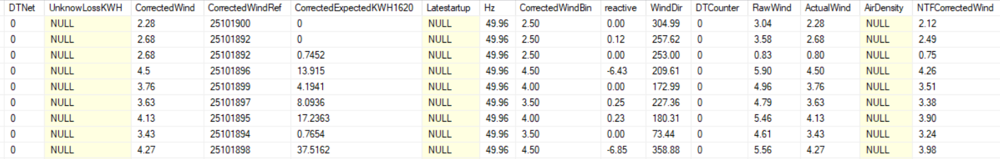 DTNet UnknowLossKWH CorrectedWind CorrectedWindRef CorrectedExpectedKWH1620 Latestartup Hz CorrectedWindBin reactive WindDir DTCounter RawWind ActualWind AirDensity NTFCorrectedWind
0 NULL 2.28 25101900 0 NULL 49.96 2.50 0.00 304.99 0 3.04 2.28 NULL 2.12
0 NULL 2.68 25101892 0 NULL 49.96 2.50 0.12 257.62 0 3.58 2.68 NULL 2.49
0 NULL 2.68 25101892 0.7452 NULL 49.96 2.50 0.00 253.00 0 0.83 0.80 NULL 0.75
0 NULL 4.5 25101896 13.915 NULL 49.96 4.50 -6.43 209.61 0 5.90 4.50 NULL 4.26
0 NULL 3.76 25101899 4.1941 NULL 49.96 4.00 0.00 172.99 0 4.96 3.76 NULL 3.51
0 NULL 3.63 25101897 8.0936 NULL 49.96 3.50 0.25 227.36 0 4.79 3.63 NULL 3.38
0 NULL 4.13 25101895 17.2363 NULL 49.96 4.00 0.23 180.31 0 5.46 4.13 NULL 3.90
0 NULL 3.43 25101894 0.7654 NULL 49.96 3.50 0.00 73.44 0 4.61 3.43 NULL 3.24
0 NULL 4.27 25101898 37.5162 NULL 49.96 4.50 -6.85 358.88 0 5.56 4.27 NULL 3.98